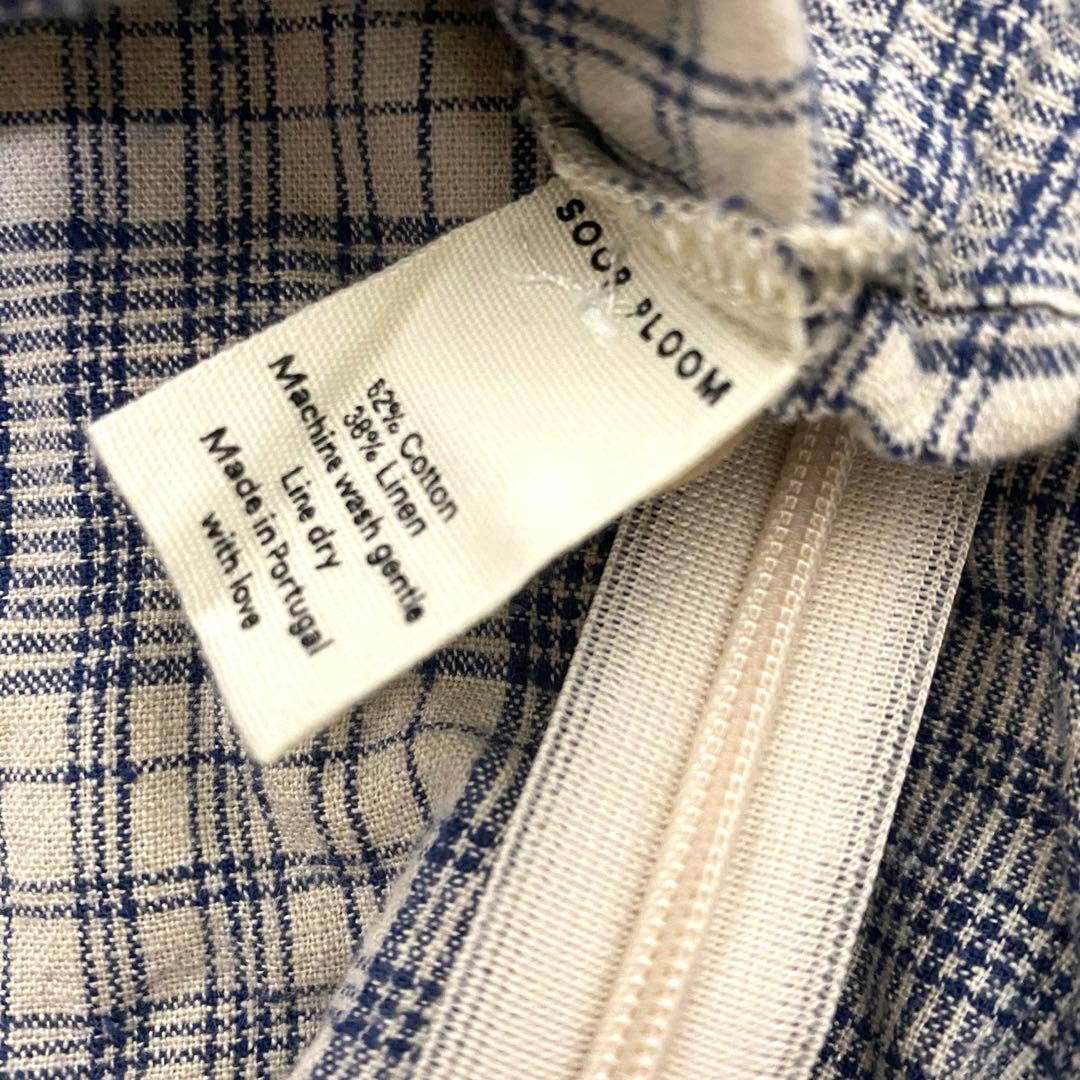 SOOR PLOOM
62% Cotton
38% Linen
Machine wash gentle
Line dry
Made in Portugal
with love